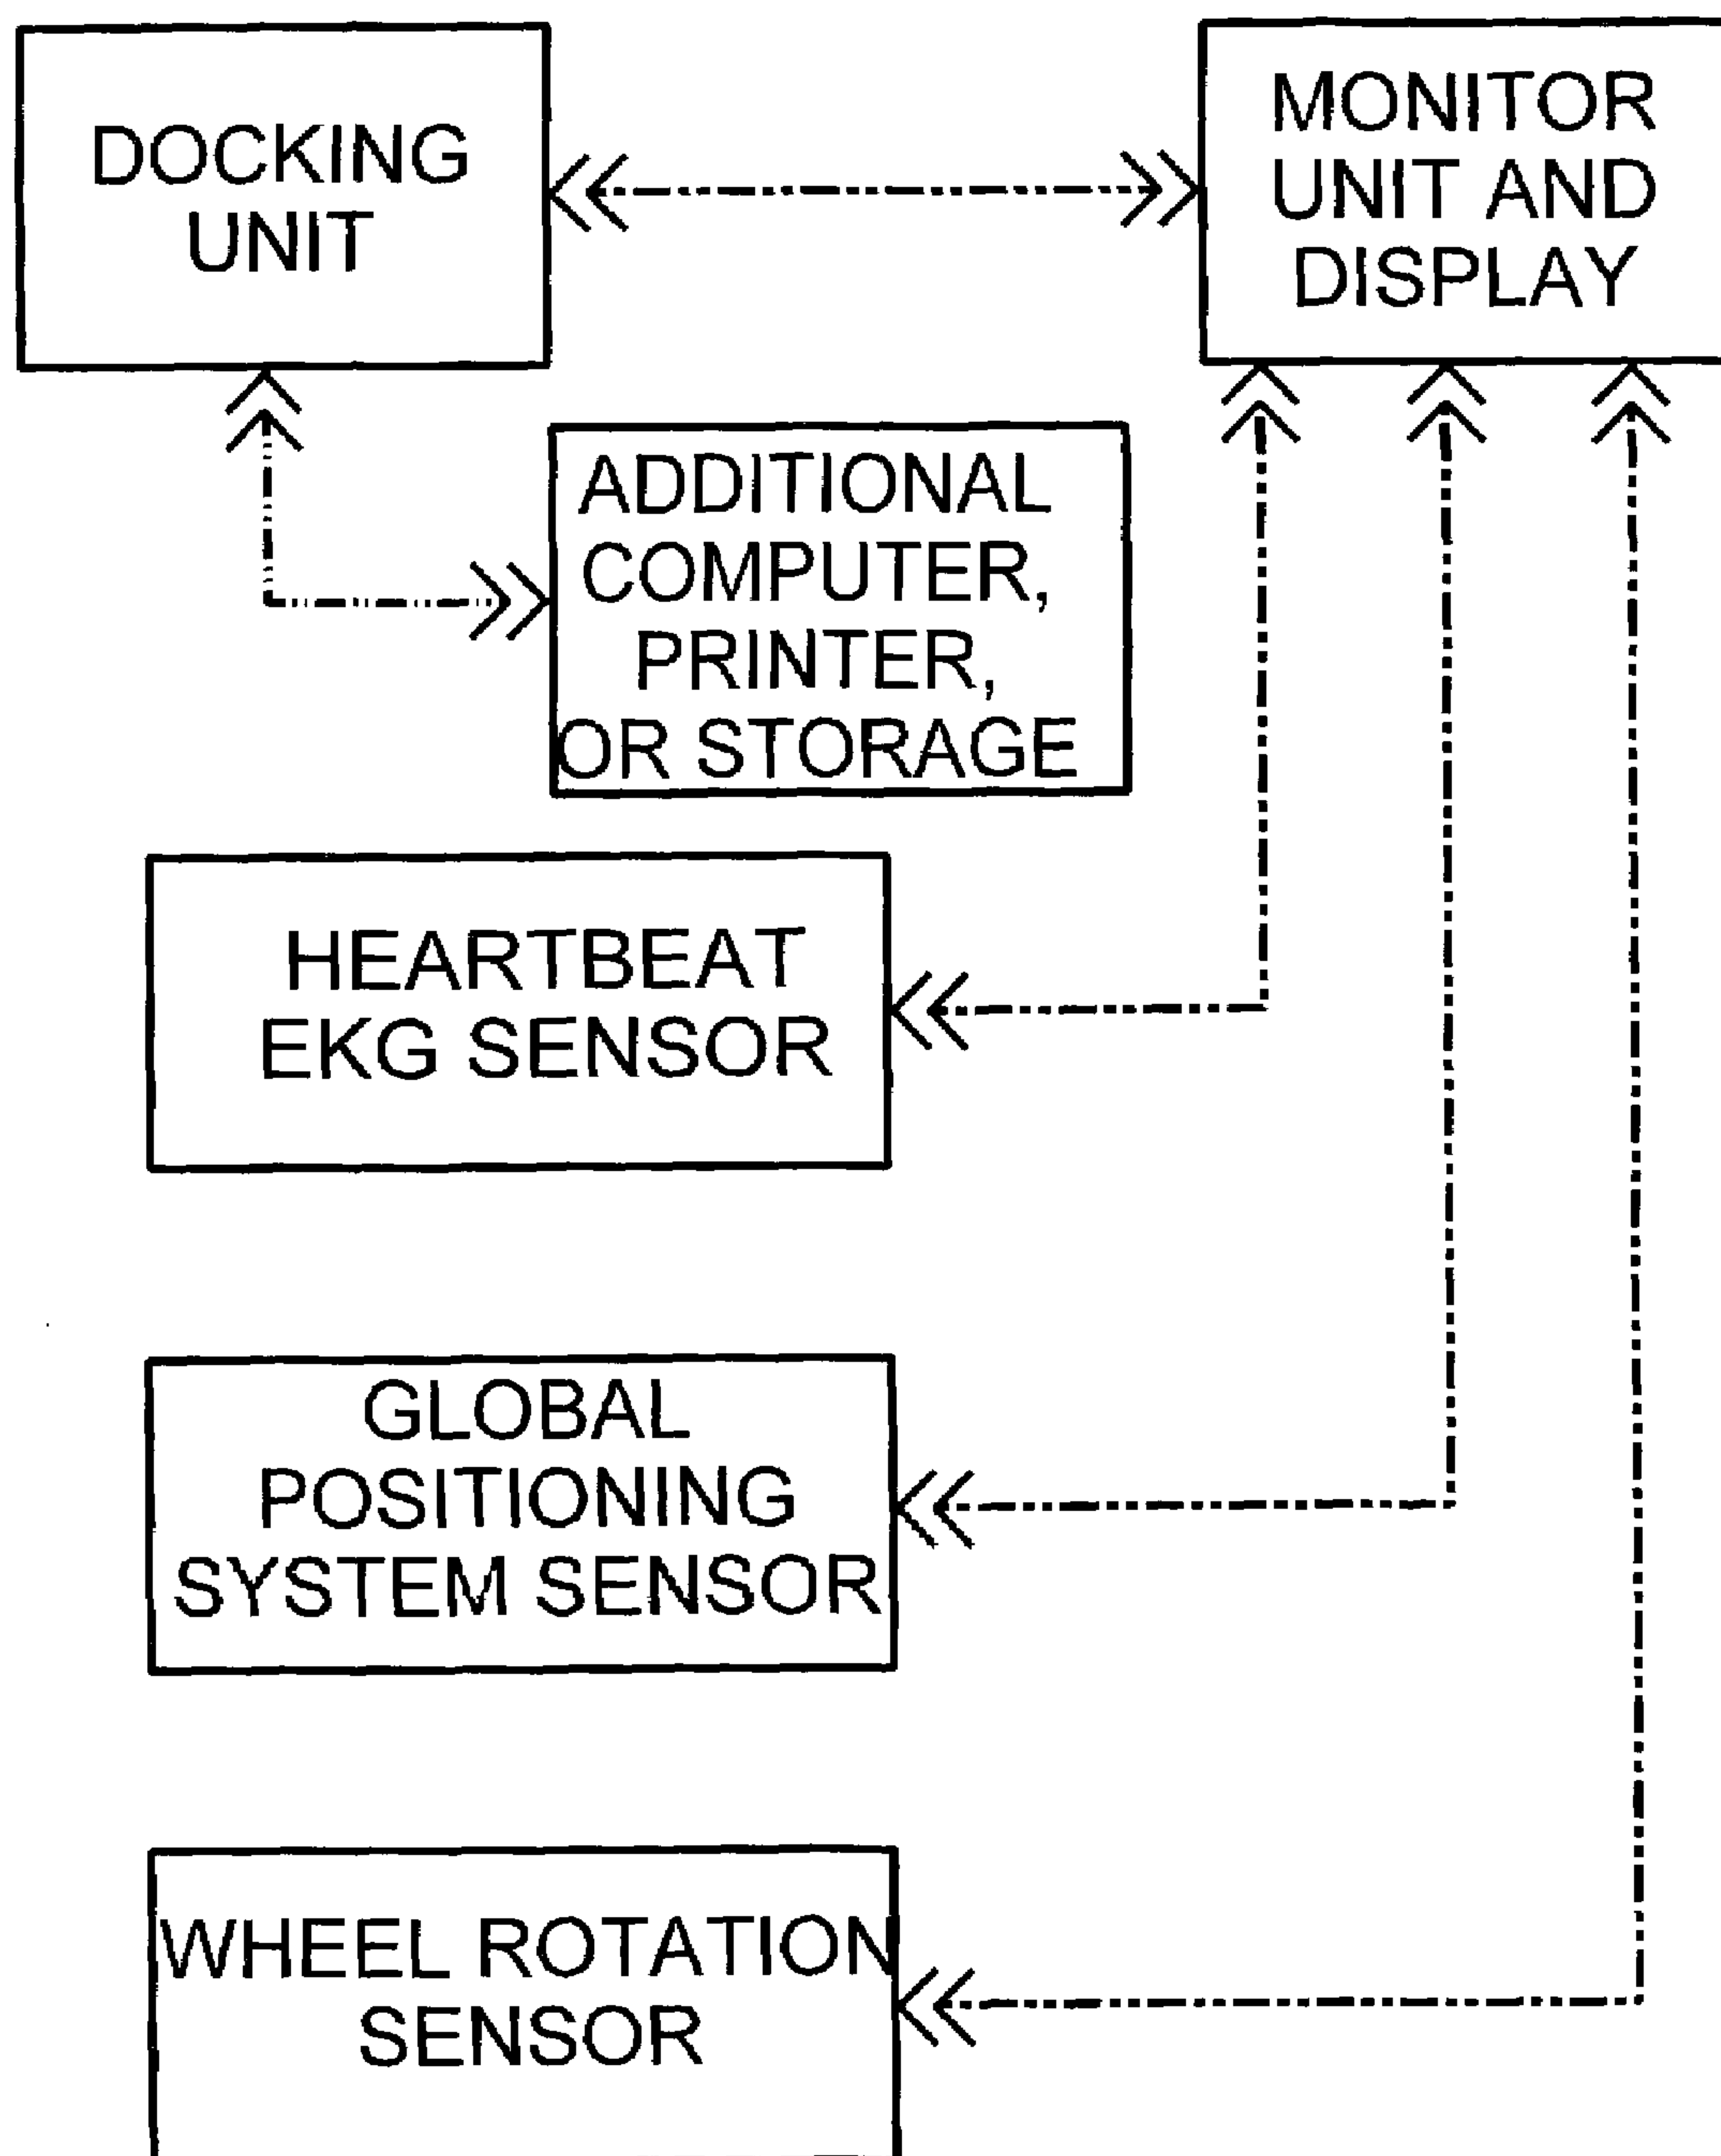 DOCKING
UNIT
MONITOR
UNIT AND
DISPLAY
ADDITIONAL
COMPUTER,
PRINTER,
OR STORAGE
HEARTBEAT
EKG SENSOR
GLOBAL
POSITIONING
SYSTEM SENSOR
WHEEL ROTATION
SENSOR